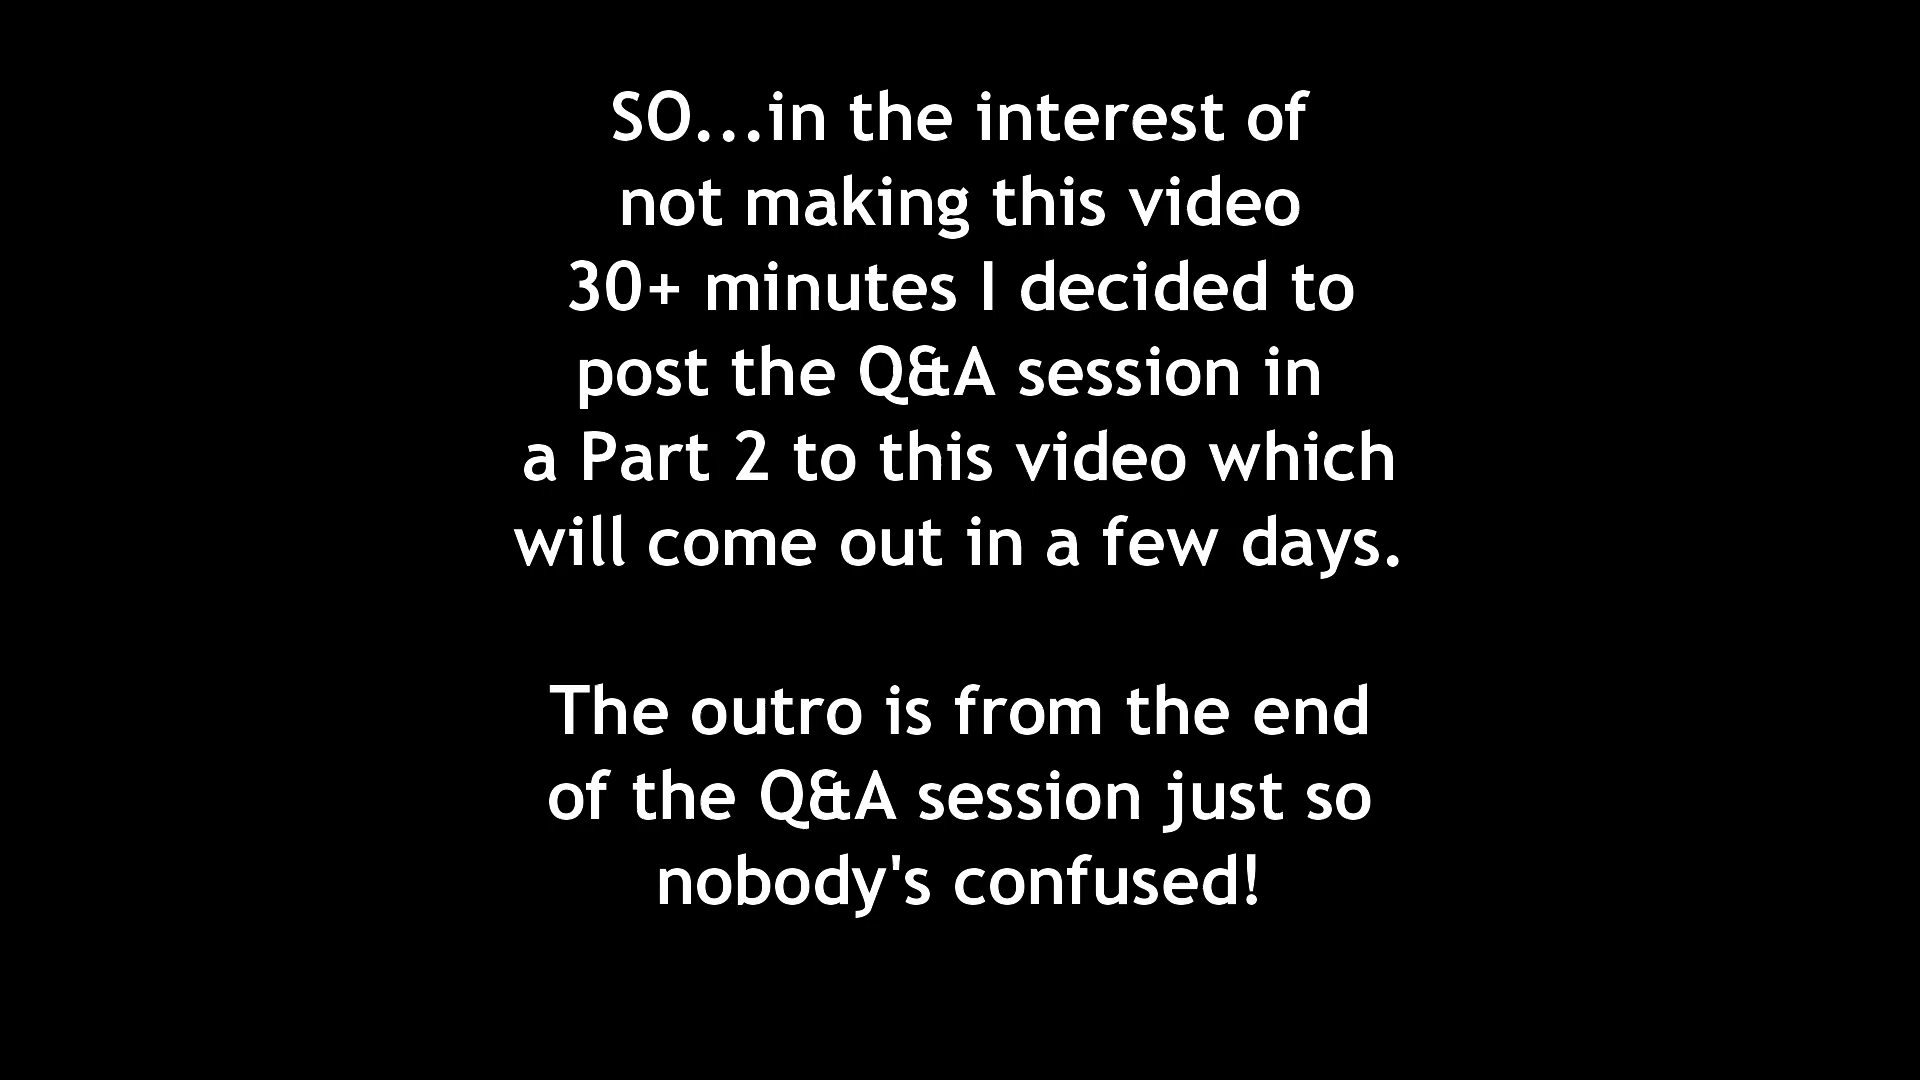 SO...in the interest of
not making this video
30+ minutes I decided to
post the Q&A session in
a Part 2 to this video which
will come out in a few days.
The outro is from the end
of the Q&A session just so
nobody's confused!